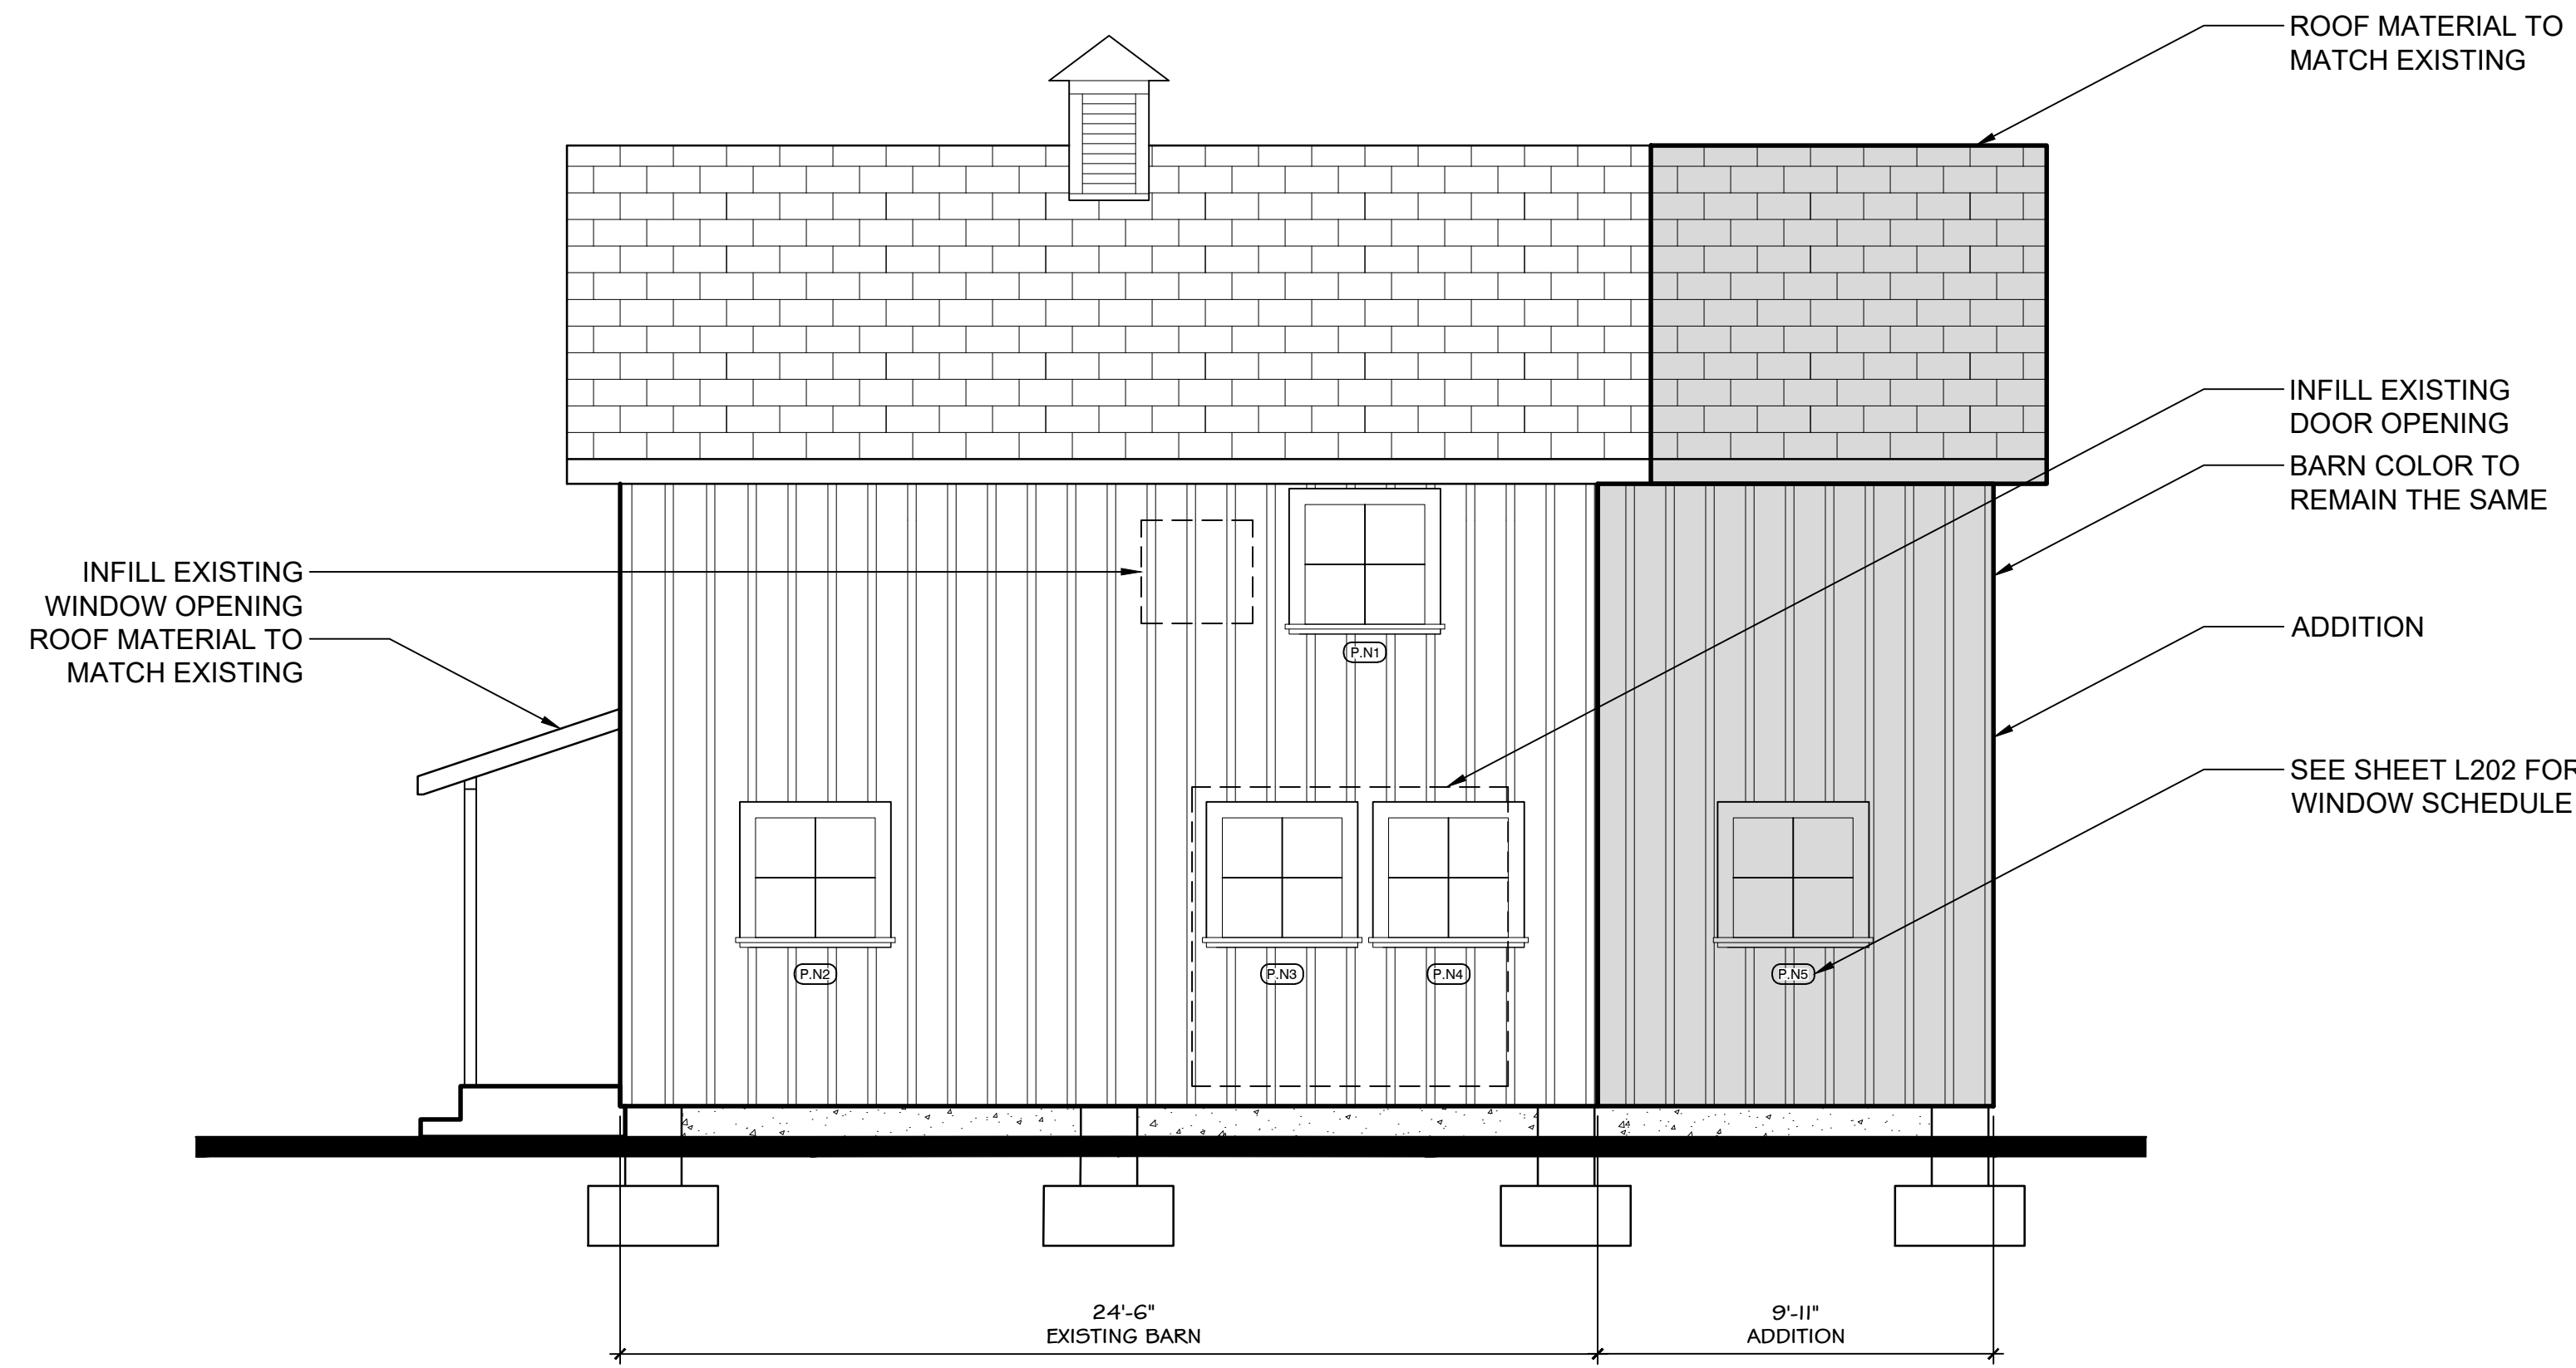 ROOF MATERIAL TO
MATCH EXISTING
INFILL EXISTING
DOOR OPENING
BARN COLOR TO
REMAIN THE SAME
INFILL EXISTING
WINDOW OPENING
ROOF MATERIAL TO
MATCH EXISTING
ADDITION
P.N1
SEE SHEET L202 FOR
WINDOW SCHEDULE
P.N2
P.N3
P.N4
P.N5
24'-6"
EXISTING BARN
9'-11"
ADDITION